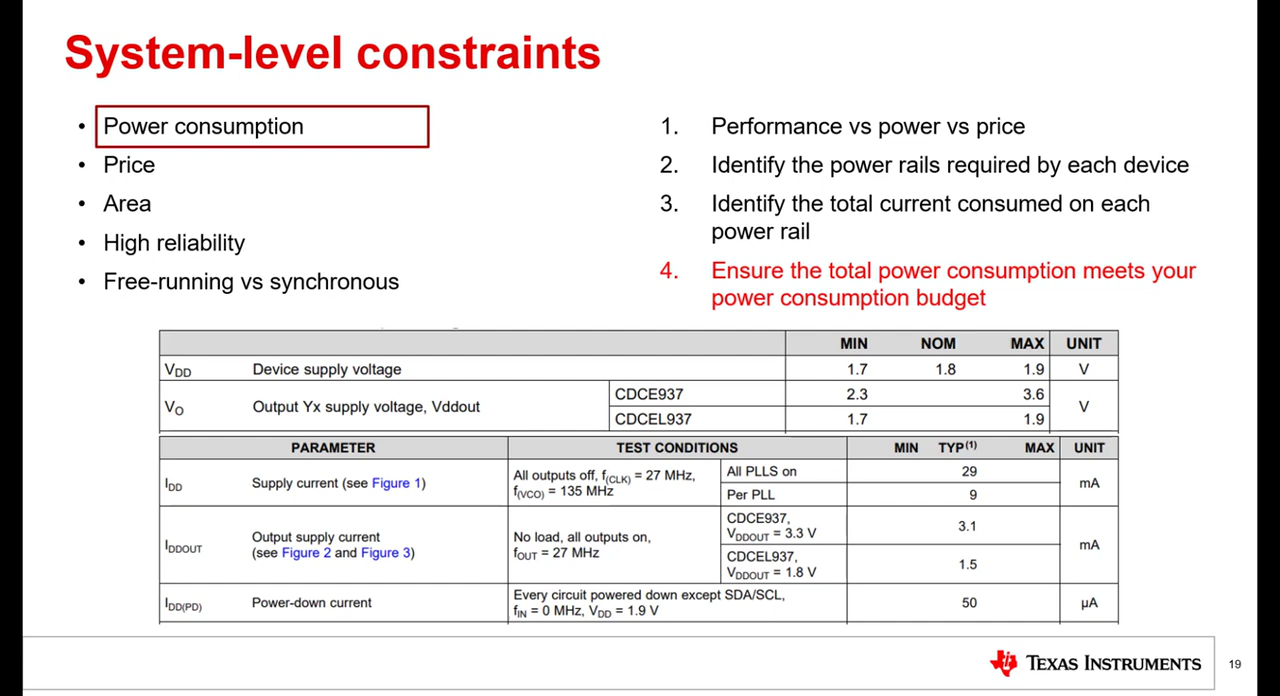 System-level constraints
• Power consumption
• Price
• Area
• High reliability
• Free-running vs synchronous
1. Performance vs power vs price
2. Identify the power rails required by each device
3. Identify the total current consumed on each
power rail
4. Ensure the total power consumption meets your
power consumption budget
MIN NOM MAX UNIT
VDD Device supply voltage 1.7 1.8 1.9 V
VO Output Yx supply voltage, Vddout CDCE937 2.3 3.6 V
CDCEL937 1.7 1.9
PARAMETER TEST CONDITIONS MIN TYP(1) MAX UNIT
IDD Supply current (see Figure 1) All outputs off, f(CLK) = 27 MHz,
f(VCO) = 135 MHz All PLLS on 29 mA
Per PLL 9
IDDOUT Output supply current
(see Figure 2 and Figure 3) No load, all outputs on,
fOUT = 27 MHz CDCE937,
VDDOUT = 3.3 V 3.1 mA
CDCEL937,
VDDOUT = 1.8 V 1.5
IDD(PD) Power-down current Every circuit powered down except SDA/SCL,
fIN = 0 MHz, VDD = 1.9 V 50 µA
TEXAS INSTRUMENTS
19